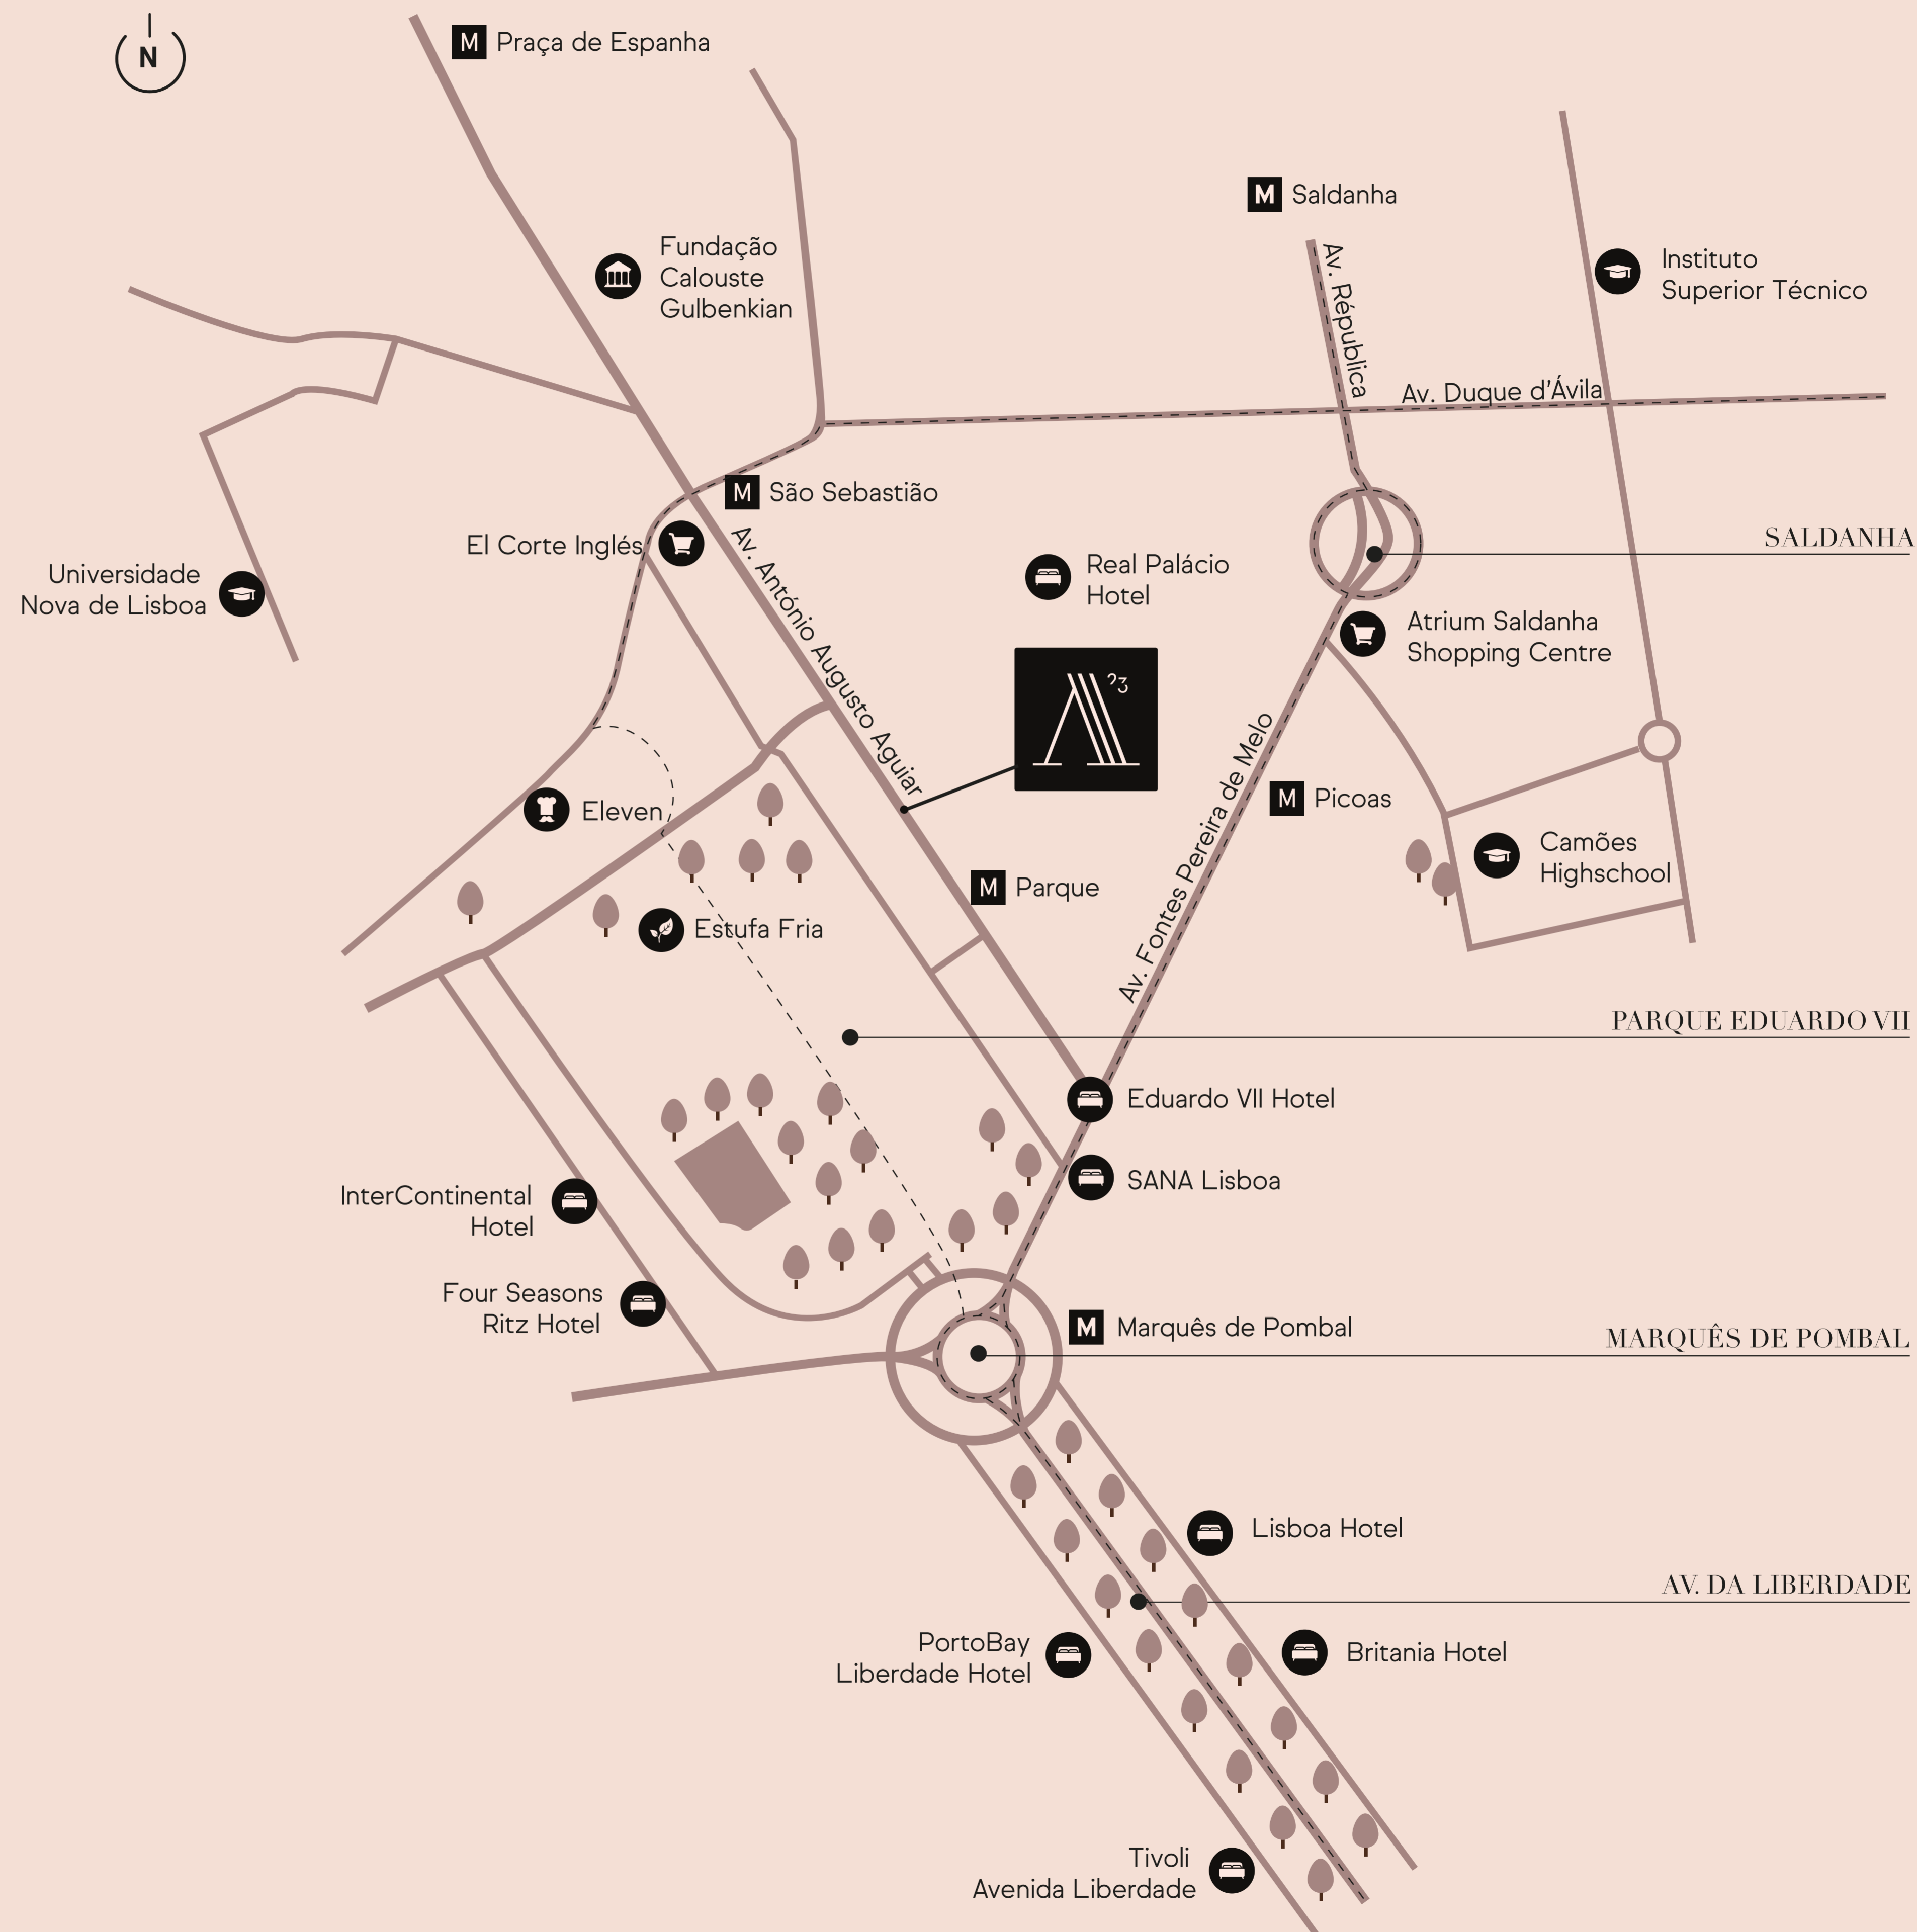 N
M Praça de Espanha
M Saldanha
Fundação
Calouste
Gulbenkian
Instituto
Superior Técnico
Av. Républica
Av. Duque d'Ávila
M São Sebastião
El Corte Inglés
SALDANHA
Universidade
Nova de Lisboa
Av. António Augusto Aguiar
Real Palácio
Hotel
Atrium Saldanha
Shopping Centre
A 23
Av. Fontes Pereira de Melo
M Picoas
Eleven
Camões
Highschool
M Parque
Estufa Fria
PARQUE EDUARDO VII
Eduardo VII Hotel
SANA Lisboa
InterContinental
Hotel
Four Seasons
Ritz Hotel
M Marquês de Pombal
MARQUÊS DE POMBAL
Lisboa Hotel
AV. DA LIBERDADE
PortoBay
Liberdade Hotel
Britania Hotel
Tivoli
Avenida Liberdade